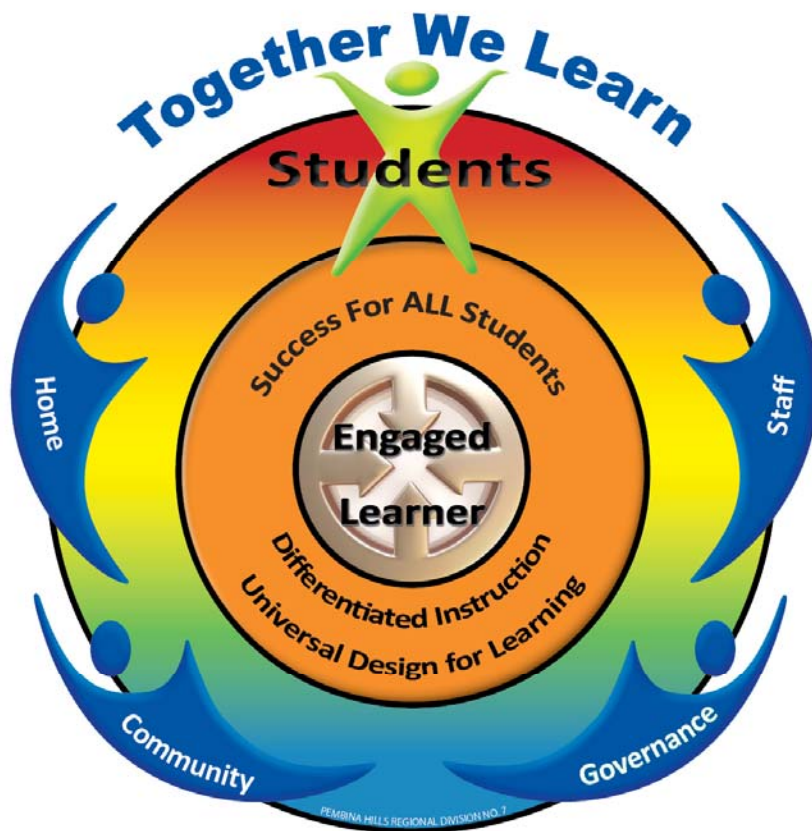 Together We Learn
Students
Success For ALL Students
Engaged
Learner
Differentiated Instruction
Universal Design for Learning
Home
Staff
Community
Governance
PEMBINA HILLS REGIONAL DIVISION NO. 7